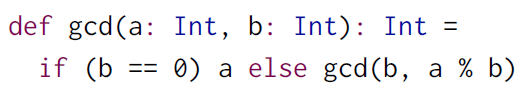 def gcd(a: Int, b: Int): Int =
  if (b == 0) a else gcd(b, a % b)